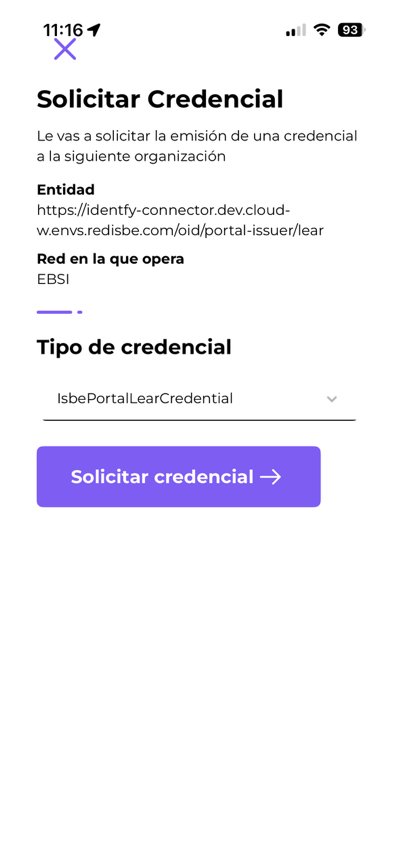 11:16
93
Solicitar Credencial
Le vas a solicitar la emisión de una credencial
a la siguiente organización
Entidad
https://identfy-connector.dev.cloud-
w.envs.redisbe.com/oid/portal-issuer/lear
Red en la que opera
EBSI
Tipo de credencial
IsbePortalLearCredential
Solicitar credencial